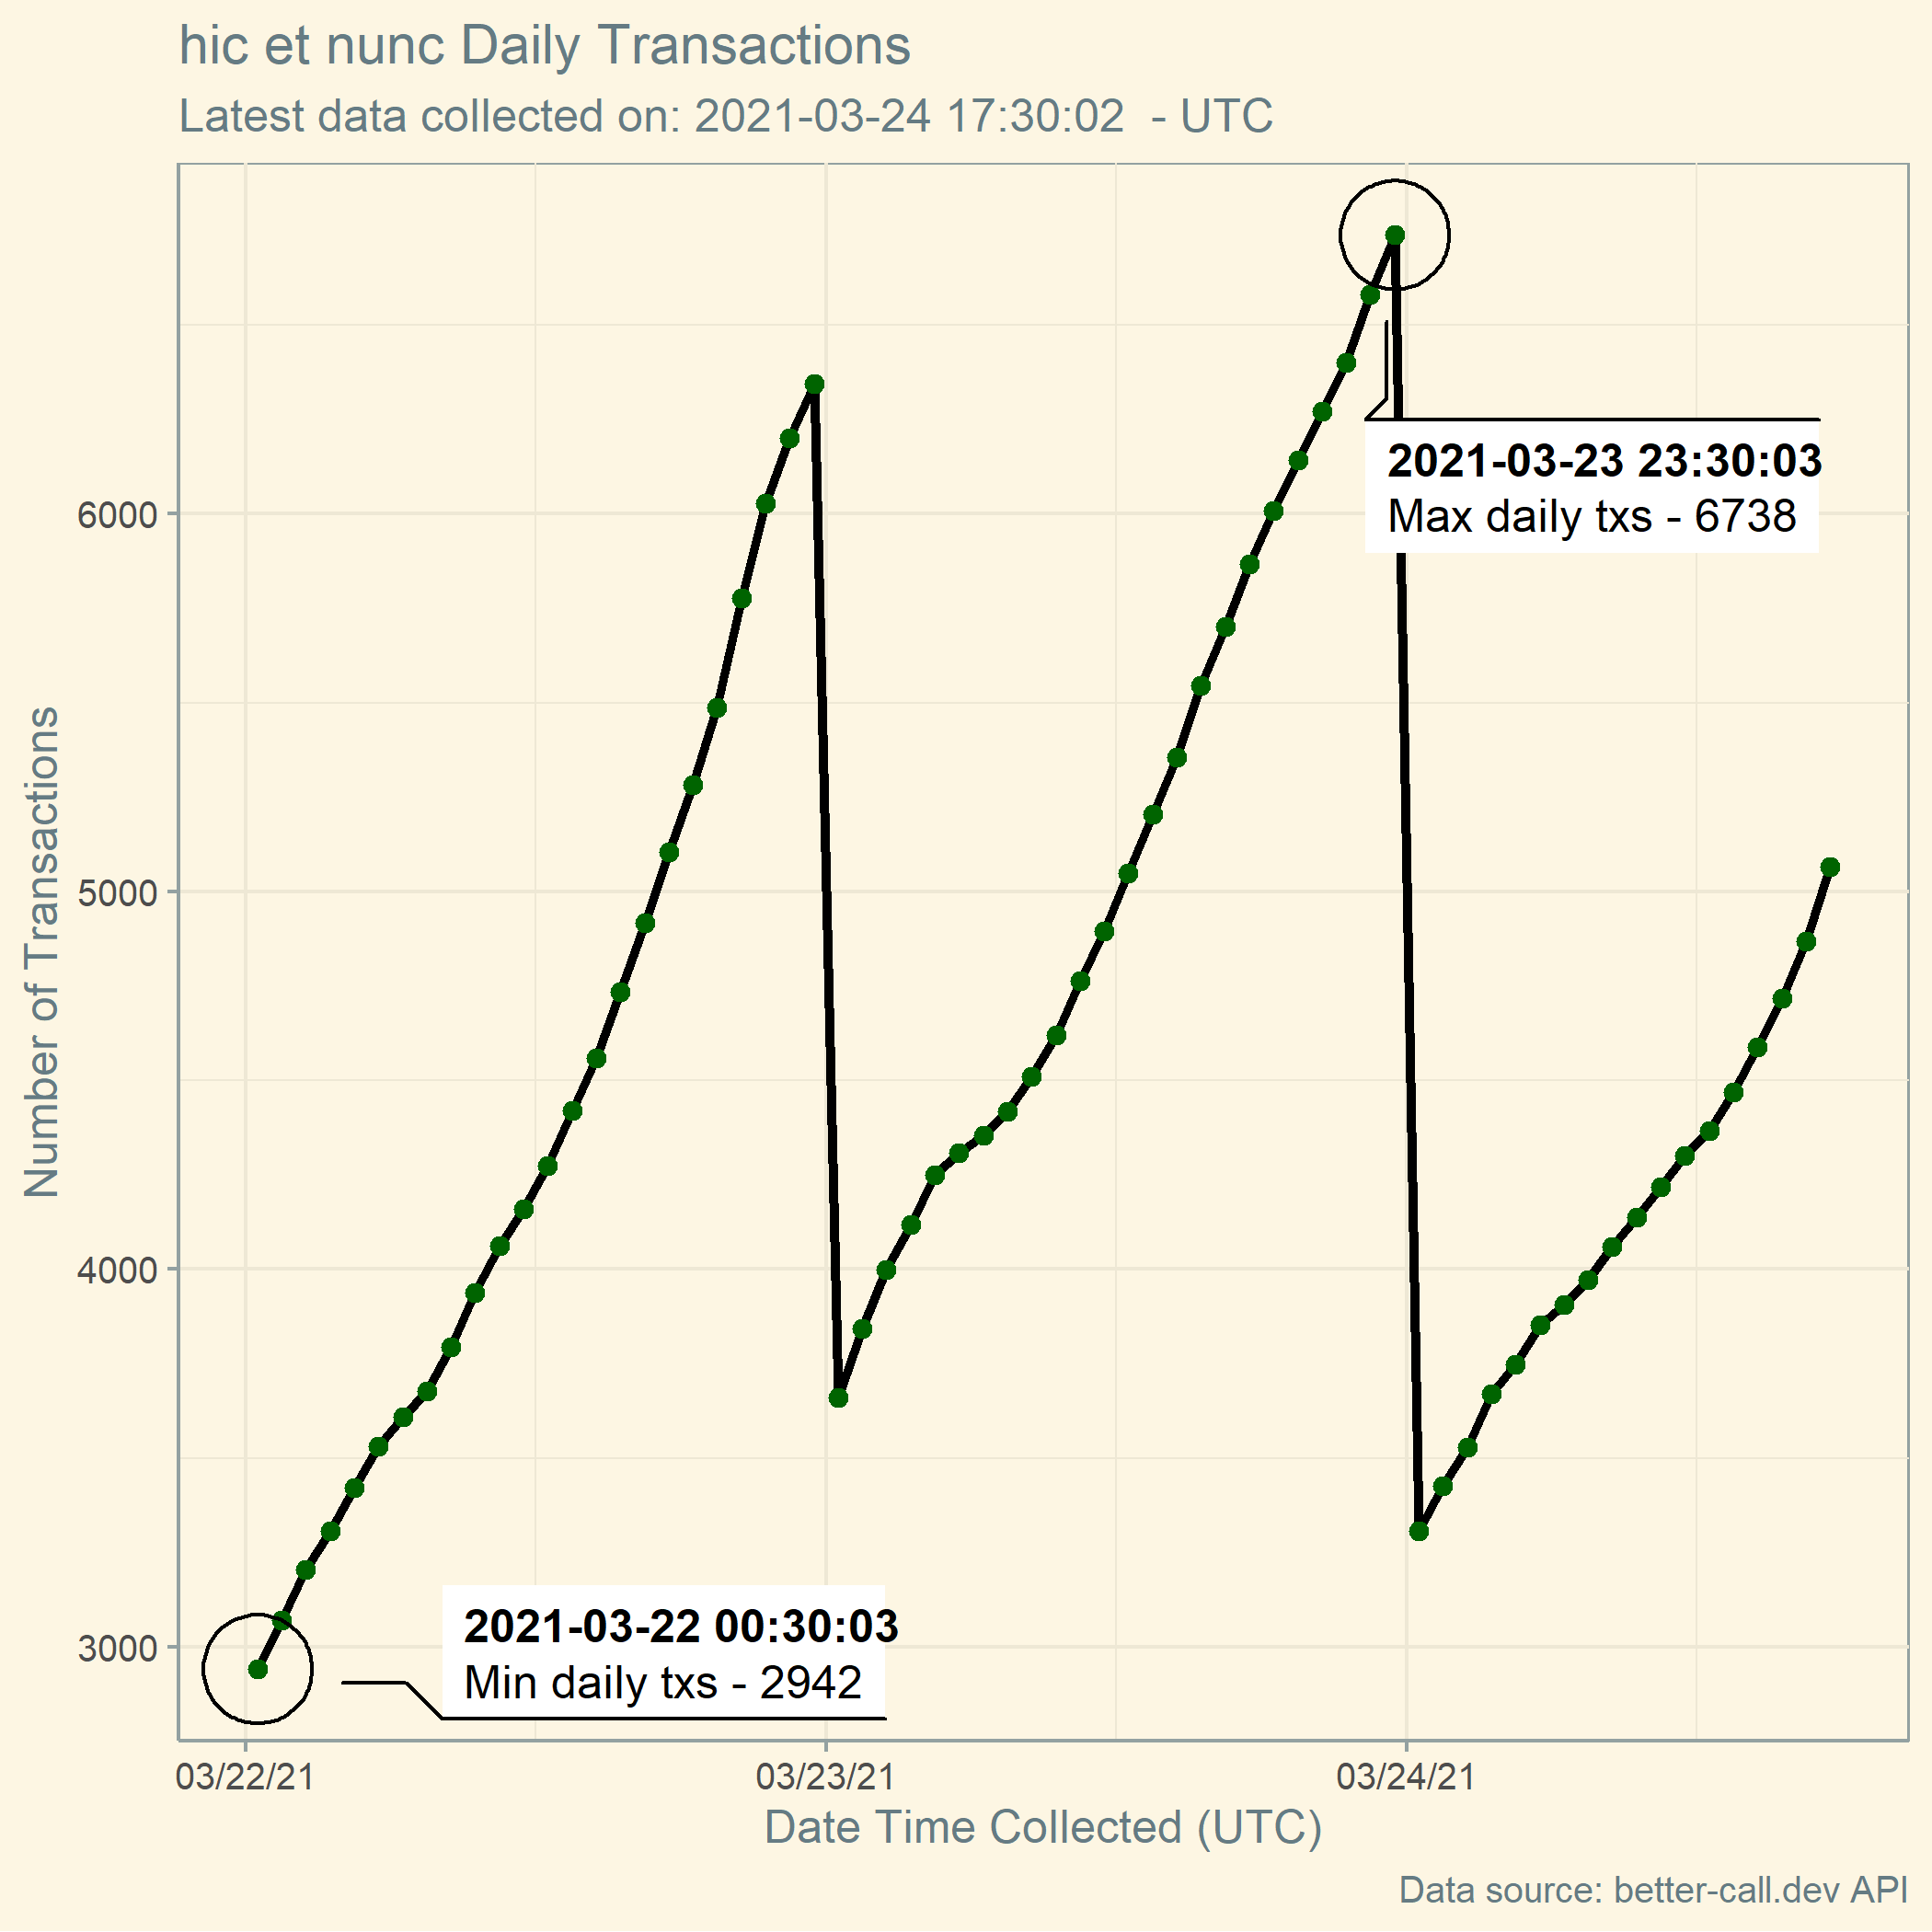 hic et nunc Daily Transactions
Latest data collected on: 2021-03-24 17:30:02  - UTC
Number of Transactions
6000
5000
4000
3000
2021-03-23 23:30:03
Max daily txs - 6738
2021-03-22 00:30:03
Min daily txs - 2942
03/22/21
03/23/21
03/24/21
Date Time Collected (UTC)
Data source: better-call.dev API